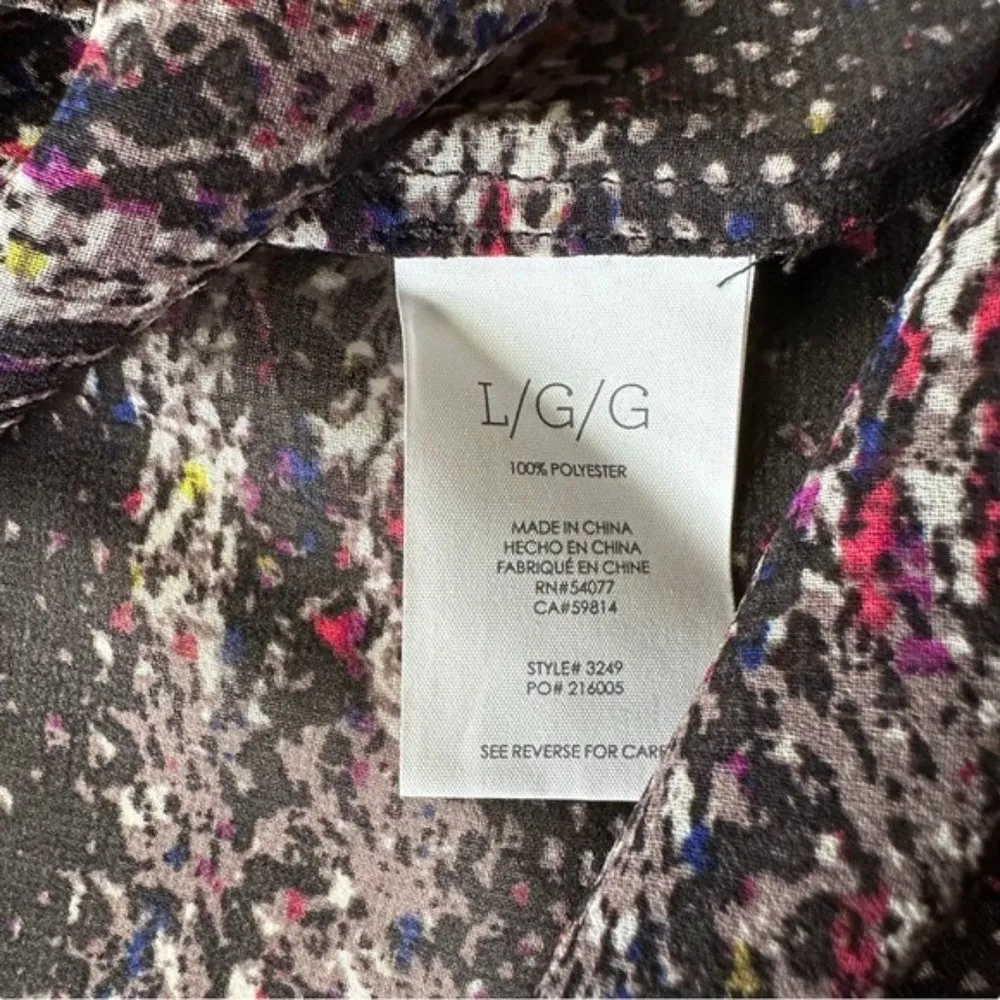 L/G/G
100% POLYESTER
MADE IN CHINA
HECHO EN CHINA
FABRIQUÉ EN CHINE
RN#54077
CA#59814
STYLE# 3249
PO# 216005
SEE REVERSE FOR CARE